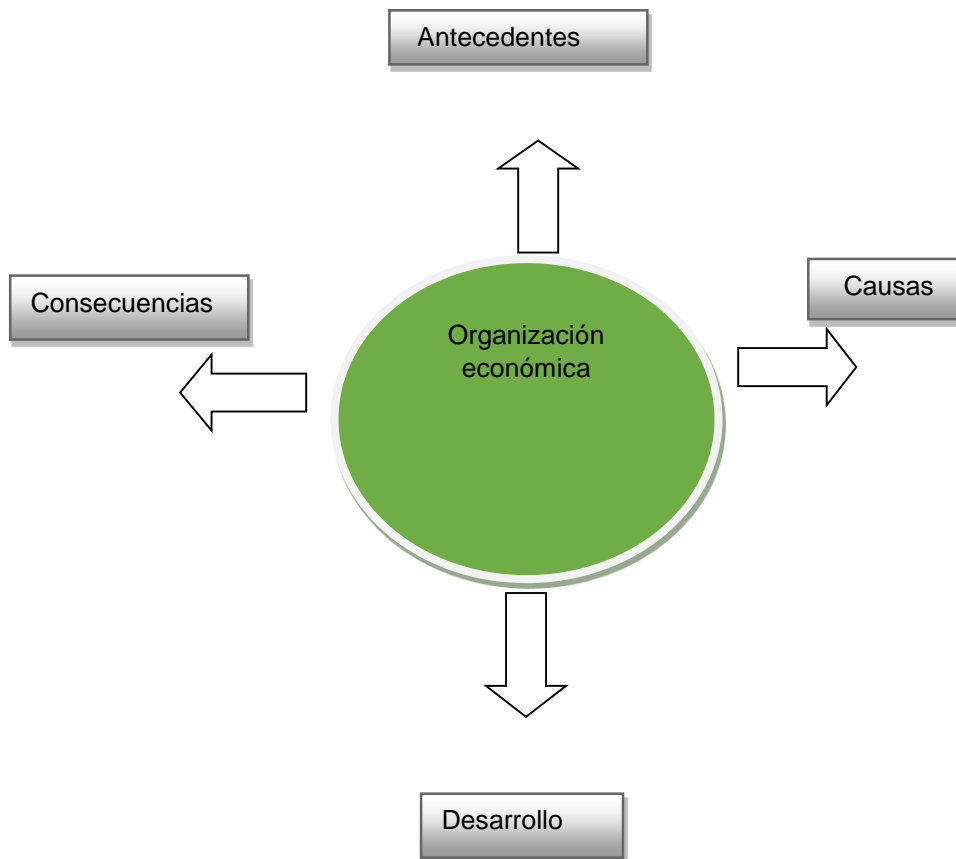 Antecedentes
Consecuencias
Causas
Organización
económica
Desarrollo